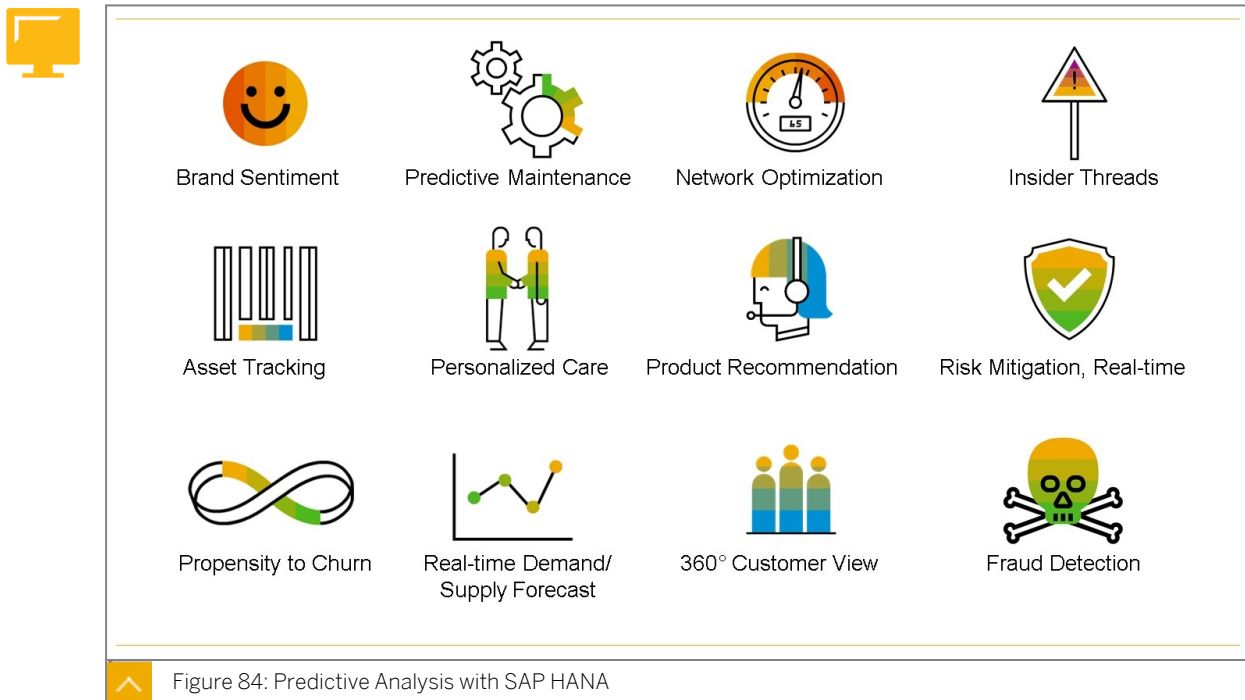 65
Brand Sentiment
Predictive Maintenance
Network Optimization
Insider Threads
Asset Tracking
Personalized Care
Product Recommendation
Risk Mitigation, Real-time
Propensity to Churn
Real-time Demand/
Supply Forecast
360° Customer View
Fraud Detection
Figure 84: Predictive Analysis with SAP HANA